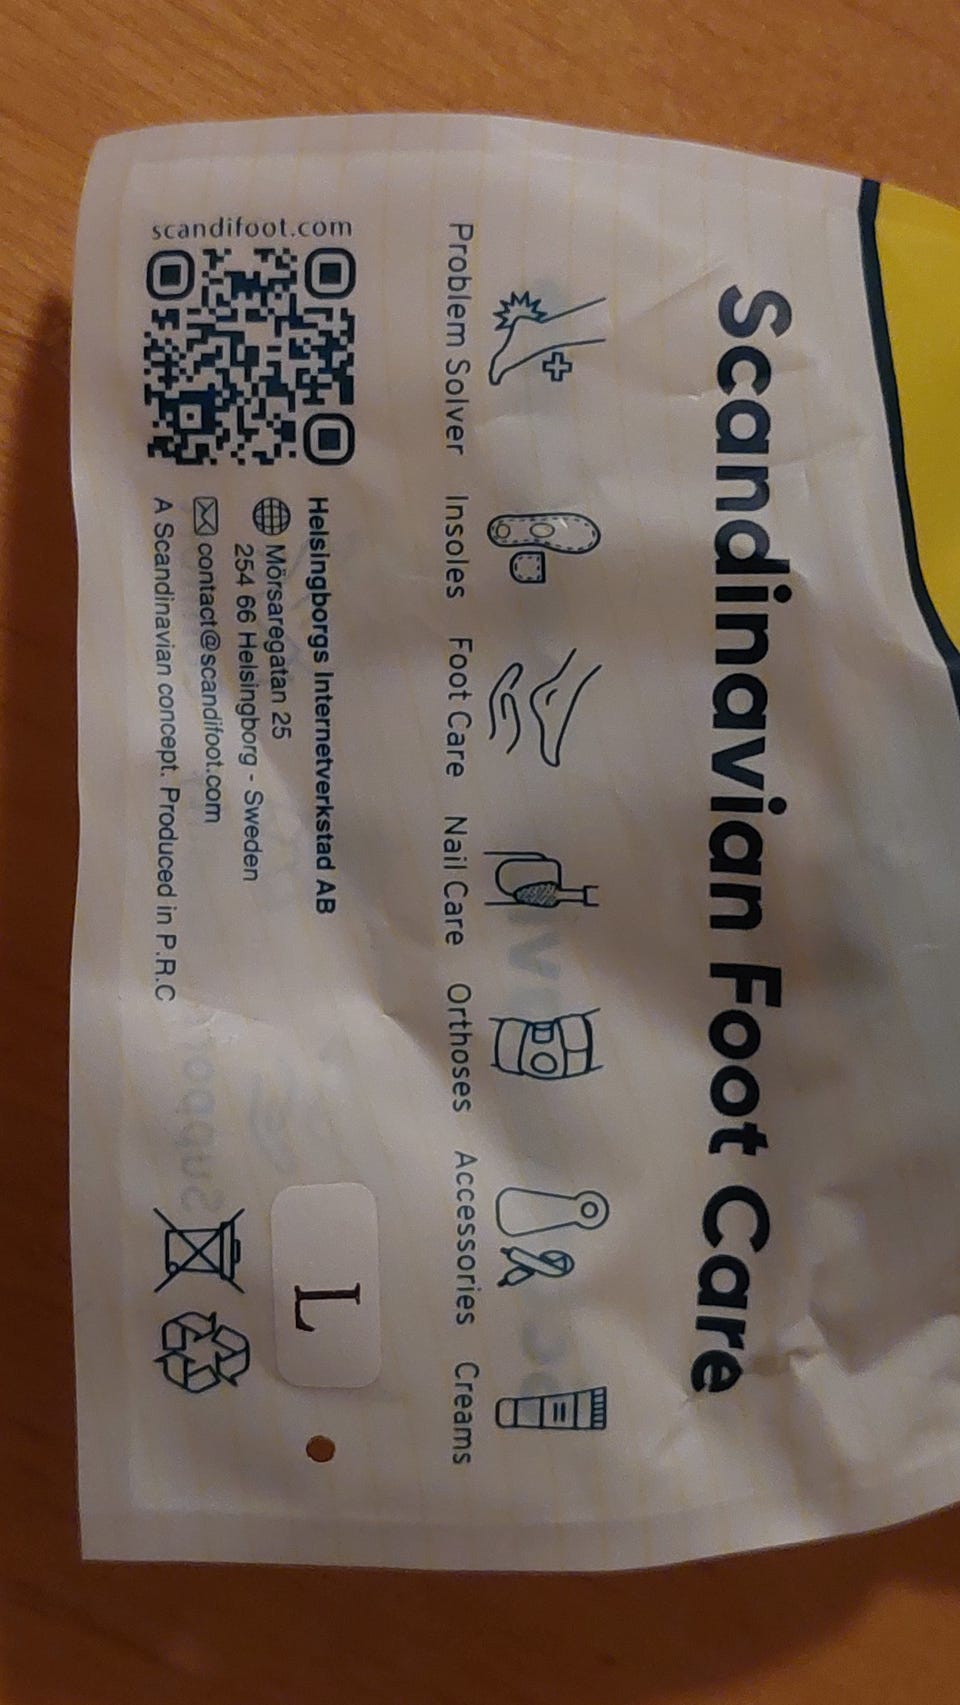 Scandinavian Foot Care
Problem Solver Insoles Foot Care Nail Care Orthoses Accessories Creams
scandifoot.com
Helsingborgs Internetverkstad AB
Mörsaregatan 25
254 66 Helsingborg - Sweden
contact@scandifoot.com
A Scandinavian concept. Produced in P.R.C
L